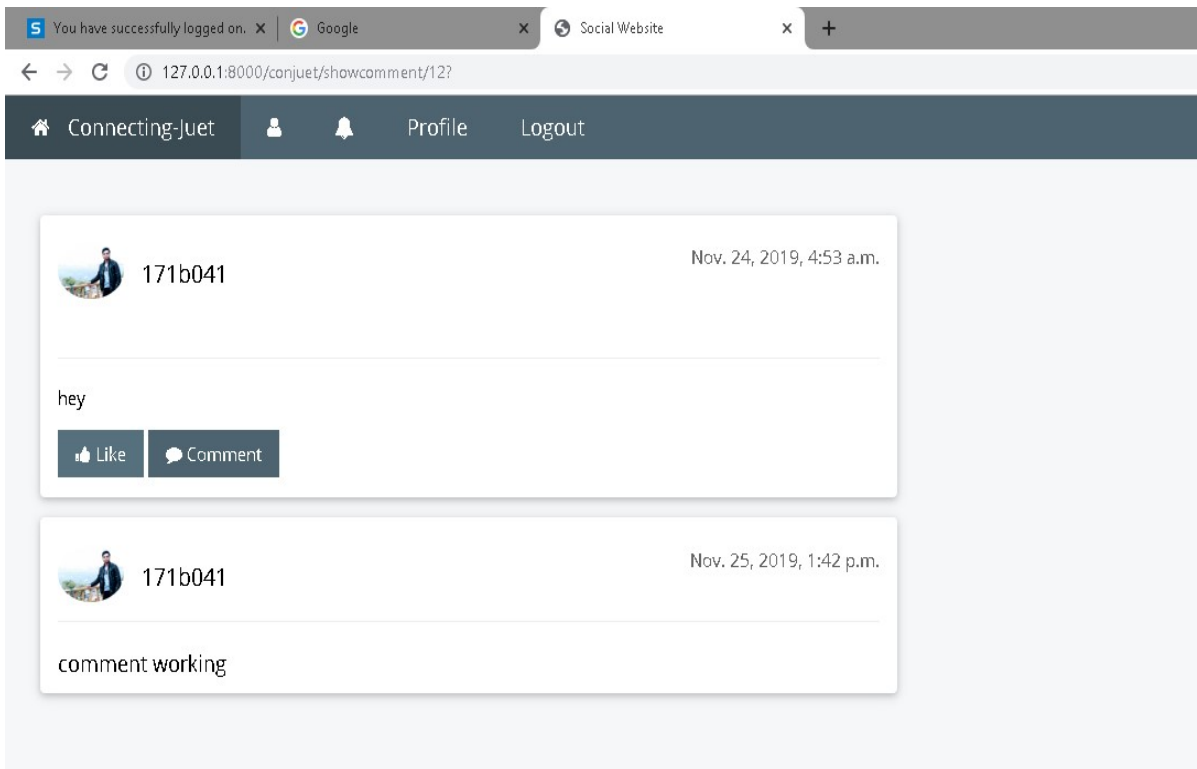 You have successfully logged on. Google Social Website
127.0.0.1:8000/conjuet/showcomment/12?
Connecting-Juet Profile Logout
171b041 Nov. 24, 2019, 4:53 a.m.
hey
Like Comment
171b041 Nov. 25, 2019, 1:42 p.m.
comment working